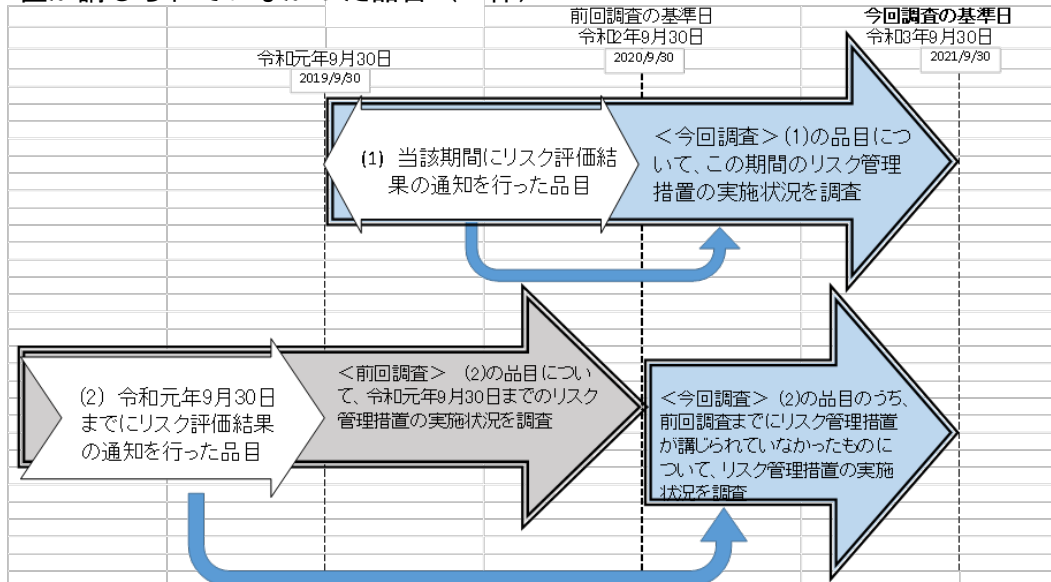 前回調査の基準日
今回調査の基準日
令和元年9月30日
令和2年9月30日
令和3年9月30日
2019/9/30
2020/9/30
2021/9/30
(1) 当該期間にリスク評価結
果の通知を行った品目
＜今回調査＞(1)の品目につ
いて、この期間のリスク管理
措置の実施状況を調査
(2) 令和元年9月30日
までにリスク評価結果
の通知を行った品目
＜前回調査＞ (2)の品目につい
て、令和元年9月30日までのリスク
管理措置の実施状況を調査
＜今回調査＞(2)の品目のうち、
前回調査までにリスク管理措置
が講じられていなかったものに
ついて、リスク管理措置の実施
状況を調査